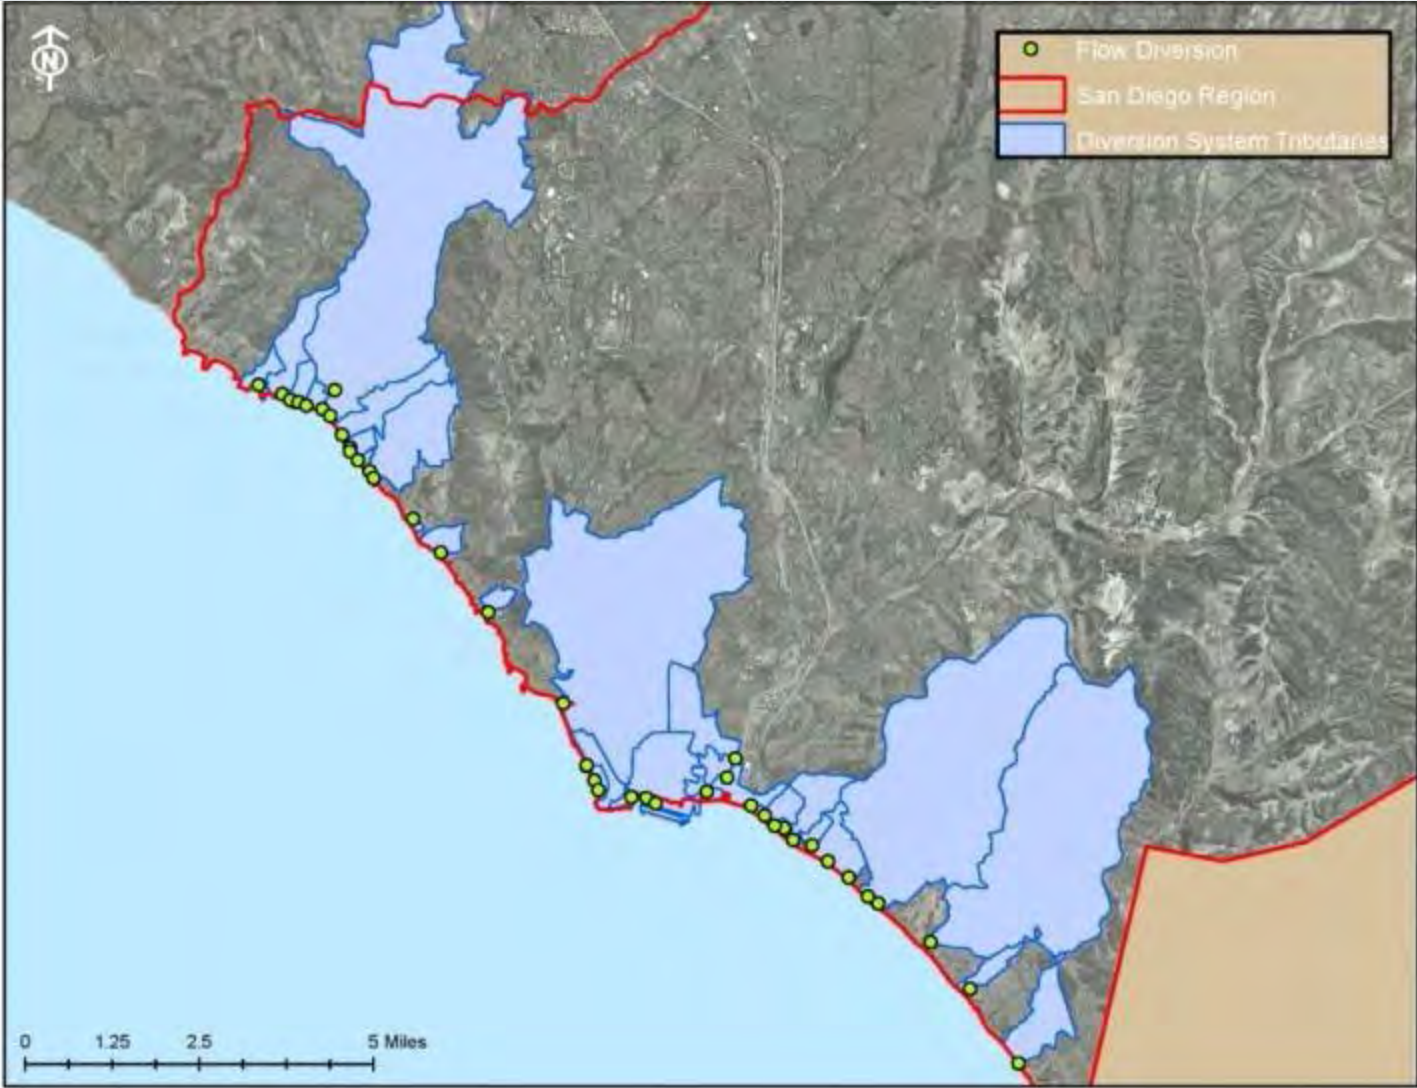 N
Flow Diversion
San Diego Region
Diversion System Tributaries
0 1.25 2.5 5 Miles